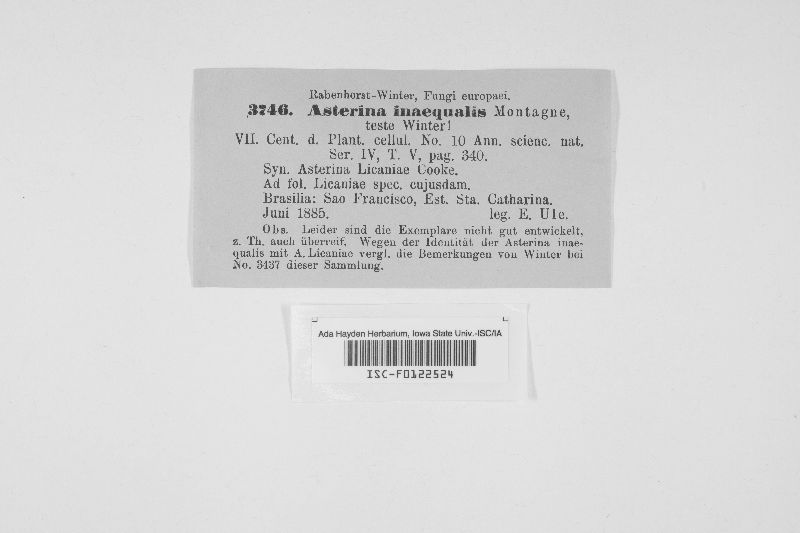 Rabenhorst-Winter, Fungi europaei.
3746. Asterina inaequalis Montagne,
teste Winter!
VII. Cent. d. Plant. cellul. No. 10 Ann. scienc. nat.
Ser. IV, T. V, pag. 340.
Syn. Asterina Licaniae Cooke.
Ad fol. Licaniae spec. cujusdam.
Brasilia: Sao Francisco, Est. Sta. Catharina.
Juni 1885. leg. E. Ule.
Obs. Leider sind die Exemplare nicht gut entwickelt,
z. Th. auch überreif. Wegen der Identität der Asterina inae-
qualis mit A. Licaniae vergl. die Bemerkungen von Winter bei
No. 3437 dieser Sammlung.
Ada Hayden Herbarium, Iowa State Univ.-ISC/IA
ISC-F0122524